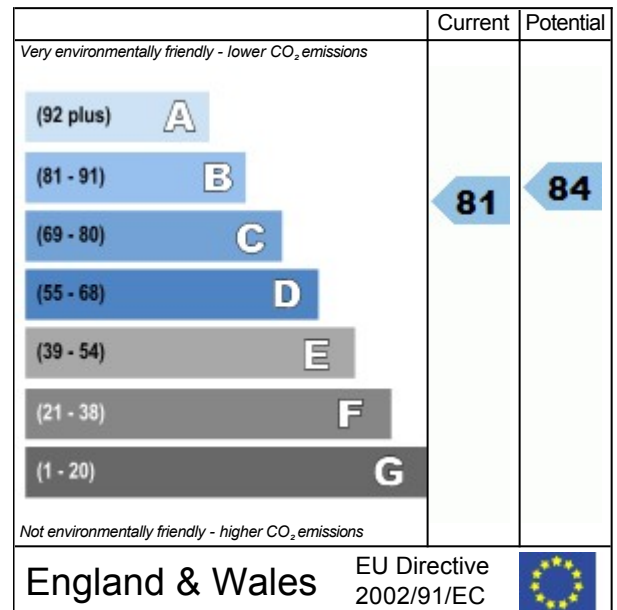 Current Potential
Very environmentally friendly - lower CO₂ emissions
(92 plus) A
(81 - 91) B
81
84
(69 - 80) C
(55 - 68) D
(39 - 54) E
(21 - 38) F
(1 - 20) G
Not environmentally friendly - higher CO₂ emissions
England & Wales
EU Directive
2002/91/EC